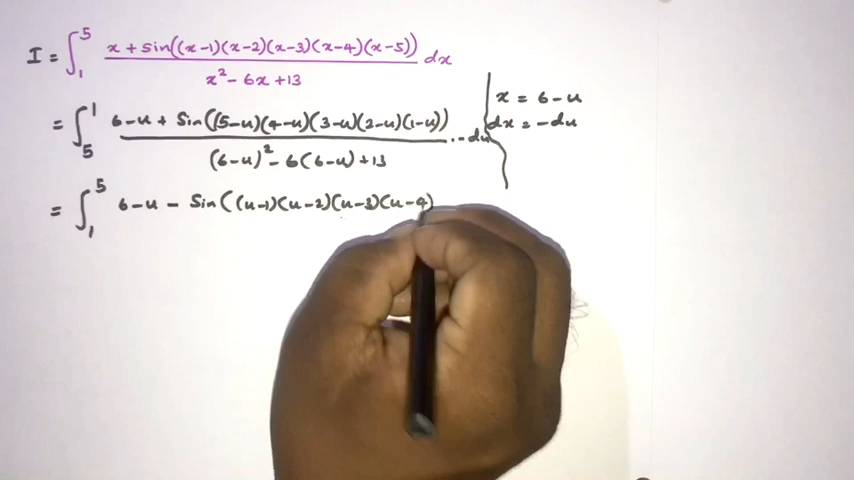 I = ∫₁⁵ (x + sin((x-1)(x-2)(x-3)(x-4)(x-5))) / (x² - 6x + 13) dx
= ∫₅¹ (6-u + Sin((5-u)(4-u)(3-u)(2-u)(1-u))) / ((6-u)² - 6(6-u) + 13) · -du
x = 6-u
dx = -du
= ∫₁⁵ 6-u - Sin((u-1)(u-2)(u-3)(u-4)